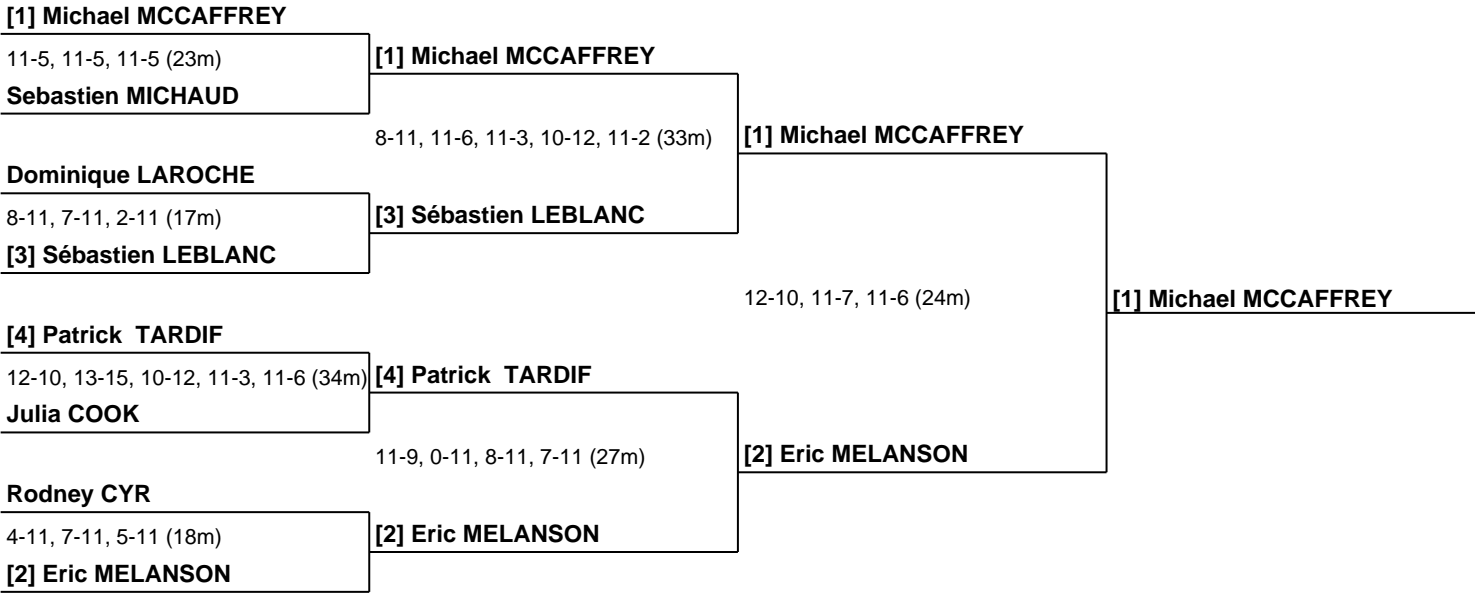 [1] Michael MCCAFFREY
11-5, 11-5, 11-5 (23m)
Sebastien MICHAUD
[1] Michael MCCAFFREY
8-11, 11-6, 11-3, 10-12, 11-2 (33m)
Dominique LAROCHE
8-11, 7-11, 2-11 (17m)
[3] Sébastien LEBLANC
[3] Sébastien LEBLANC
[1] Michael MCCAFFREY
12-10, 11-7, 11-6 (24m)
[1] Michael MCCAFFREY
[4] Patrick  TARDIF
12-10, 13-15, 10-12, 11-3, 11-6 (34m)
Julia COOK
[4] Patrick  TARDIF
11-9, 0-11, 8-11, 7-11 (27m)
[2] Eric MELANSON
Rodney CYR
4-11, 7-11, 5-11 (18m)
[2] Eric MELANSON
[2] Eric MELANSON